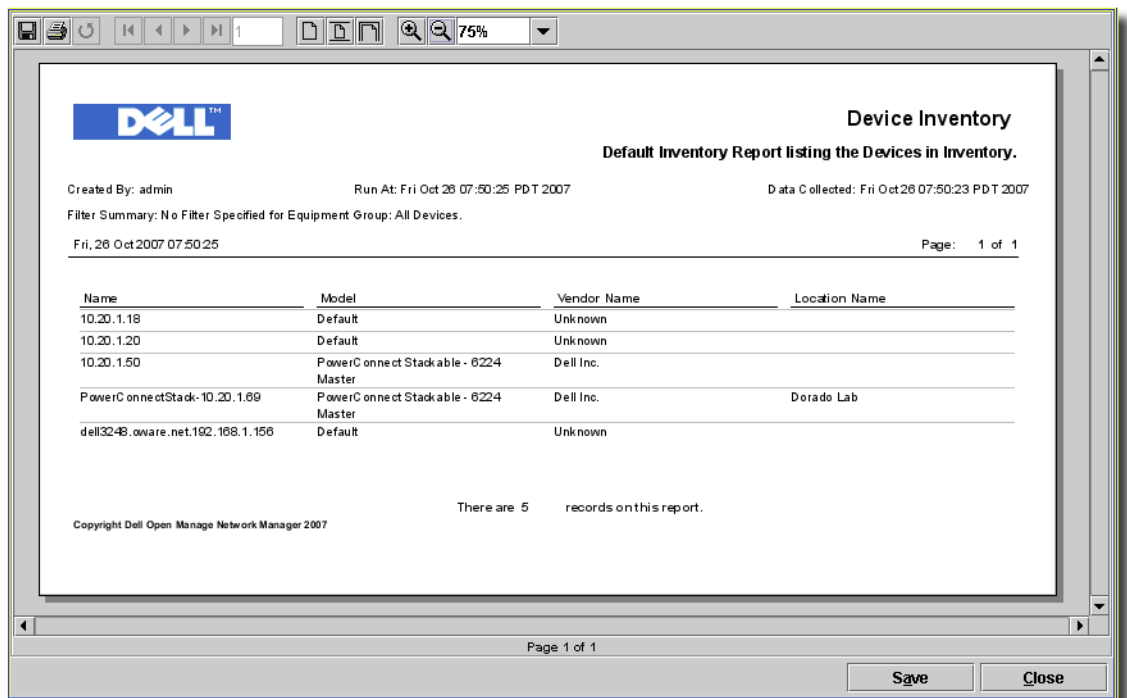 1
75%
DELL™
Device Inventory
Default Inventory Report listing the Devices in Inventory.
Created By: admin Run At: Fri Oct 26 07:50:25 PDT 2007 Data Collected: Fri Oct 26 07:50:23 PDT 2007
Filter Summary: No Filter Specified for Equipment Group: All Devices.
Fri, 26 Oct 2007 07:50:25 Page: 1 of 1
Name Model Vendor Name Location Name
10.20.1.18 Default Unknown
10.20.1.20 Default Unknown
10.20.1.50 PowerConnect Stackable - 6224 Dell Inc.
Master
PowerConnectStack-10.20.1.69 PowerConnect Stackable - 6224 Dell Inc. Dorado Lab
Master
dell3248.oware.net.192.168.1.156 Default Unknown
There are 5 records on this report.
Copyright Dell Open Manage Network Manager 2007
Page 1 of 1
Save Close